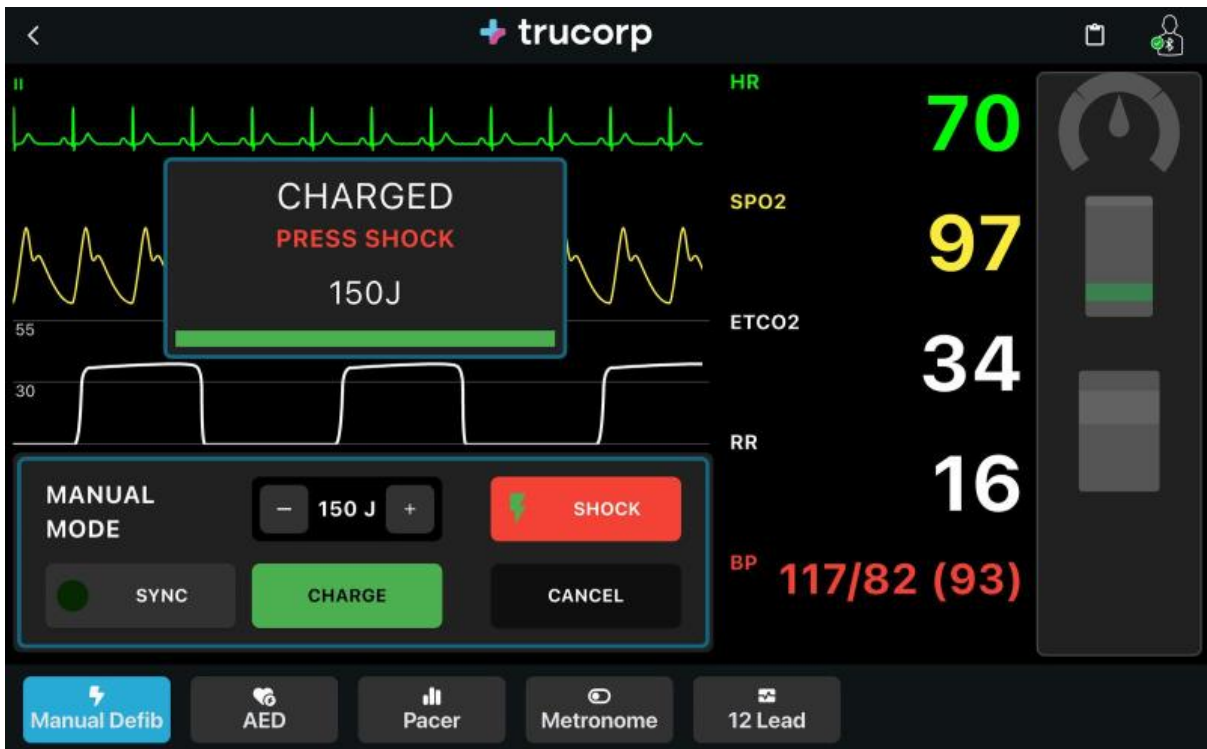 trucorp
II
HR
70
CHARGED
PRESS SHOCK
150J
SPO2
97
55
30
ETCO2
34
RR
16
BP
117/82 (93)
MANUAL
MODE
− 150 J +
SHOCK
SYNC
CHARGE
CANCEL
Manual Defib
AED
Pacer
Metronome
12 Lead